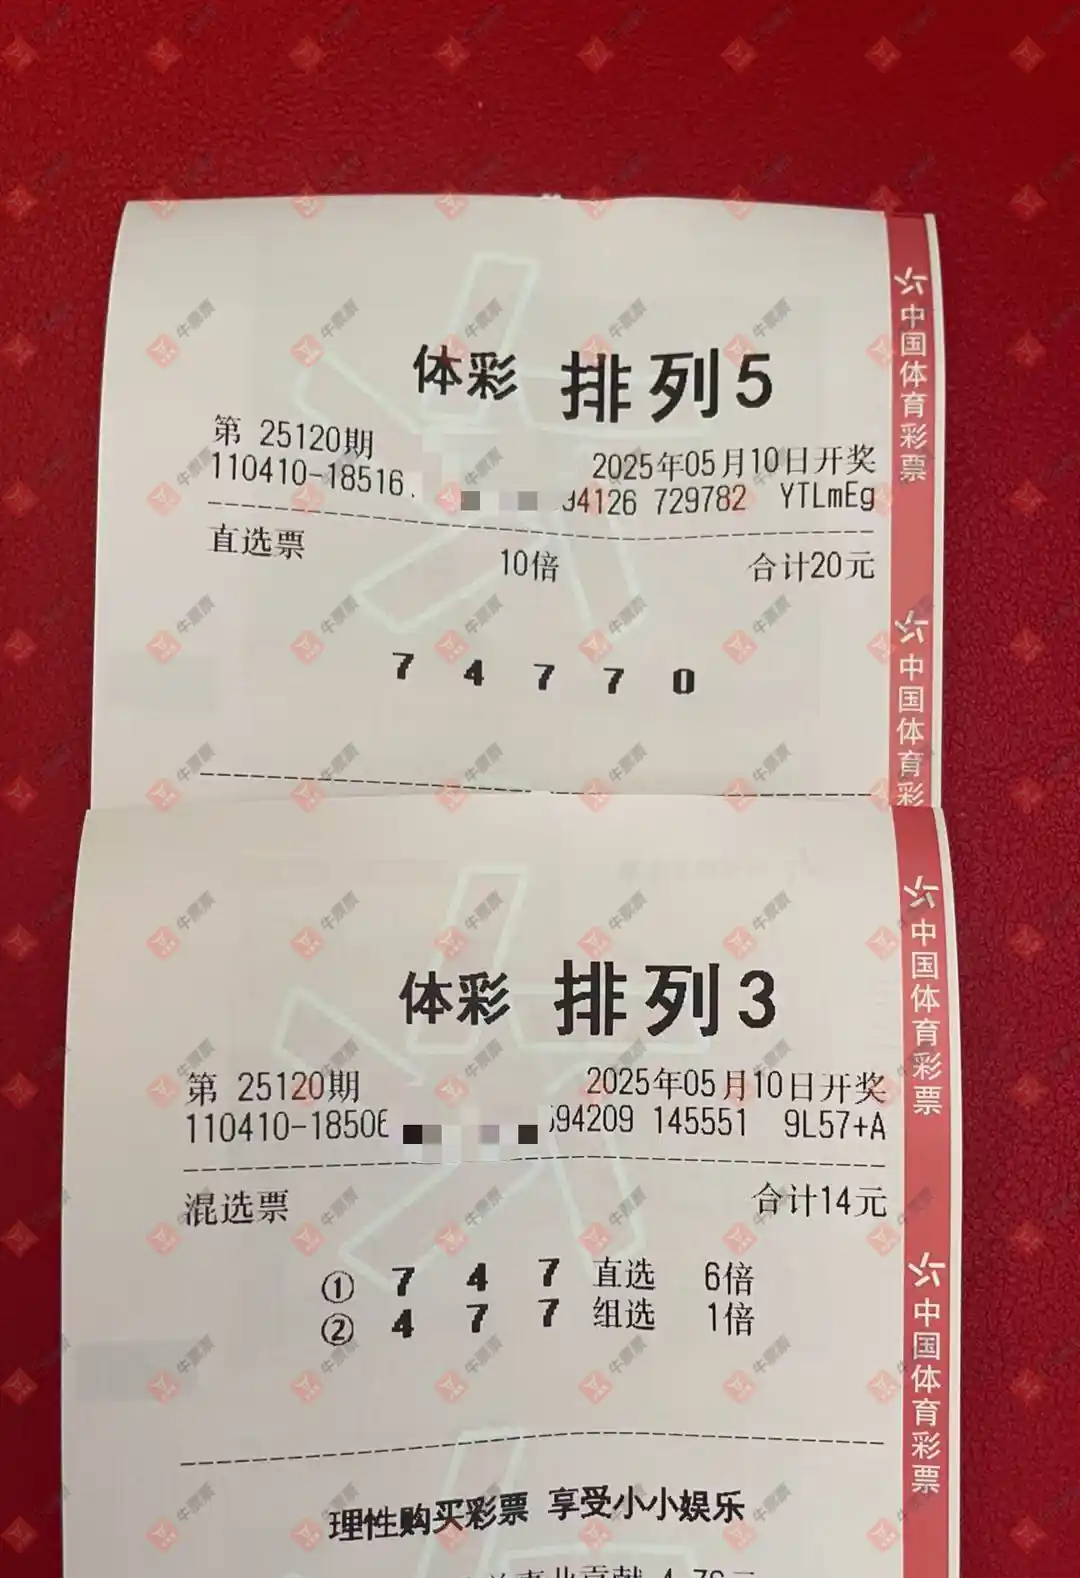 体彩 排列5
第 25120期 2025年05月10日开奖
110410-18516 94126 729782 YTLmEg
直选票 10倍 合计20元
7 4 7 7 0
中国体育彩票
中国体育彩
体彩 排列3
第 25120期 2025年05月10日开奖
110410-1850 94209 145551 9L57+A
混选票 合计14元
① 7 4 7 直选 6倍
② 4 7 7 组选 1倍
理性购买彩票 享受小小娱乐
中国体育彩票
中国体育彩票
牛票票